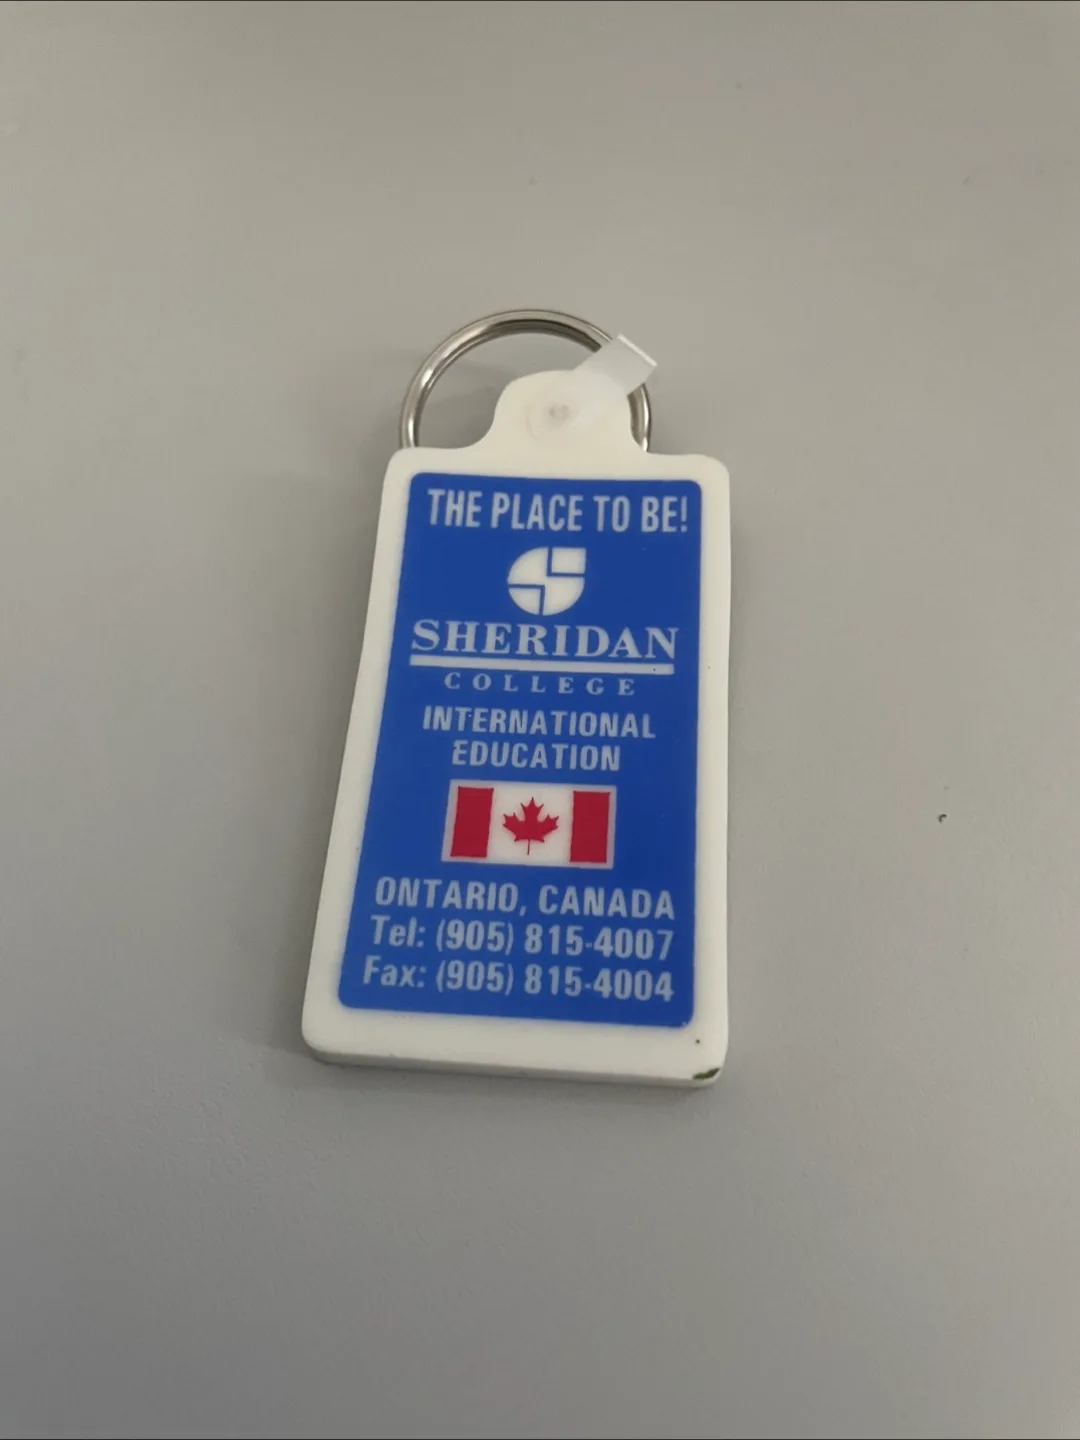 THE PLACE TO BE!
SHERIDAN
COLLEGE
INTERNATIONAL
EDUCATION
ONTARIO, CANADA
Tel: (905) 815-4007
Fax: (905) 815-4004